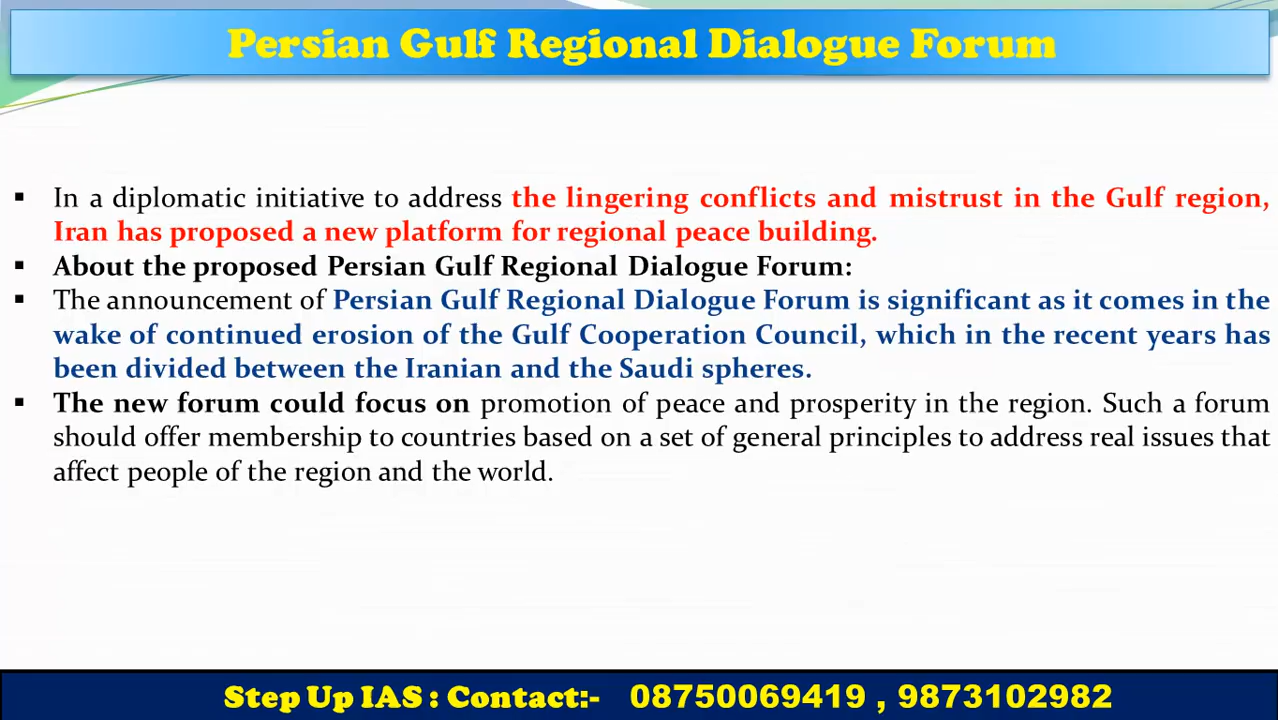 Persian Gulf Regional Dialogue Forum
▪ In a diplomatic initiative to address the lingering conflicts and mistrust in the Gulf region,
Iran has proposed a new platform for regional peace building.
▪ About the proposed Persian Gulf Regional Dialogue Forum:
▪ The announcement of Persian Gulf Regional Dialogue Forum is significant as it comes in the
wake of continued erosion of the Gulf Cooperation Council, which in the recent years has
been divided between the Iranian and the Saudi spheres.
▪ The new forum could focus on promotion of peace and prosperity in the region. Such a forum
should offer membership to countries based on a set of general principles to address real issues that
affect people of the region and the world.
Step Up IAS : Contact:- 08750069419 , 9873102982